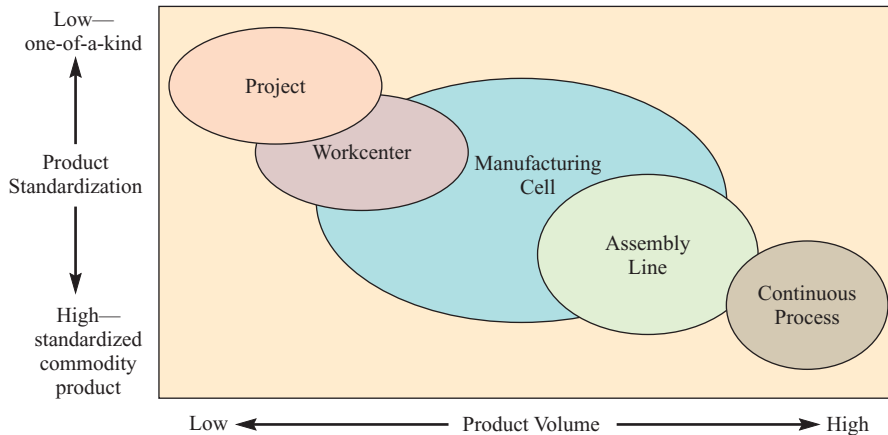 Low—
one-of-a-kind
Product
Standardization
High—
standardized
commodity
product
Project
Workcenter
Manufacturing
Cell
Assembly
Line
Continuous
Process
Low
Product Volume
High